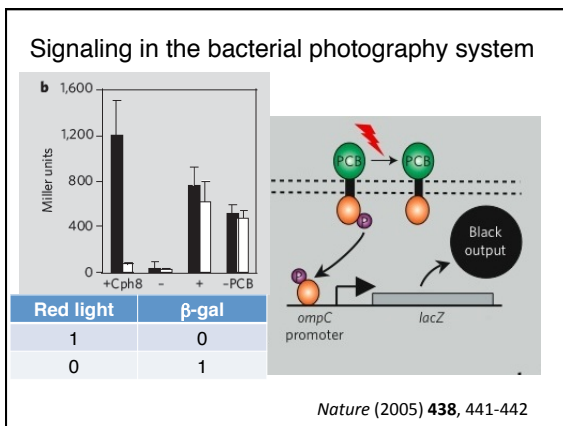 Signaling in the bacterial photography system
b
1,600
1,200
800
400
0
Miller units
+Cph8 – + –PCB
Red light β-gal
1 0
0 1
PCB PCB
P
P
Black
output
ompC
promoter
lacZ
Nature (2005) 438, 441-442